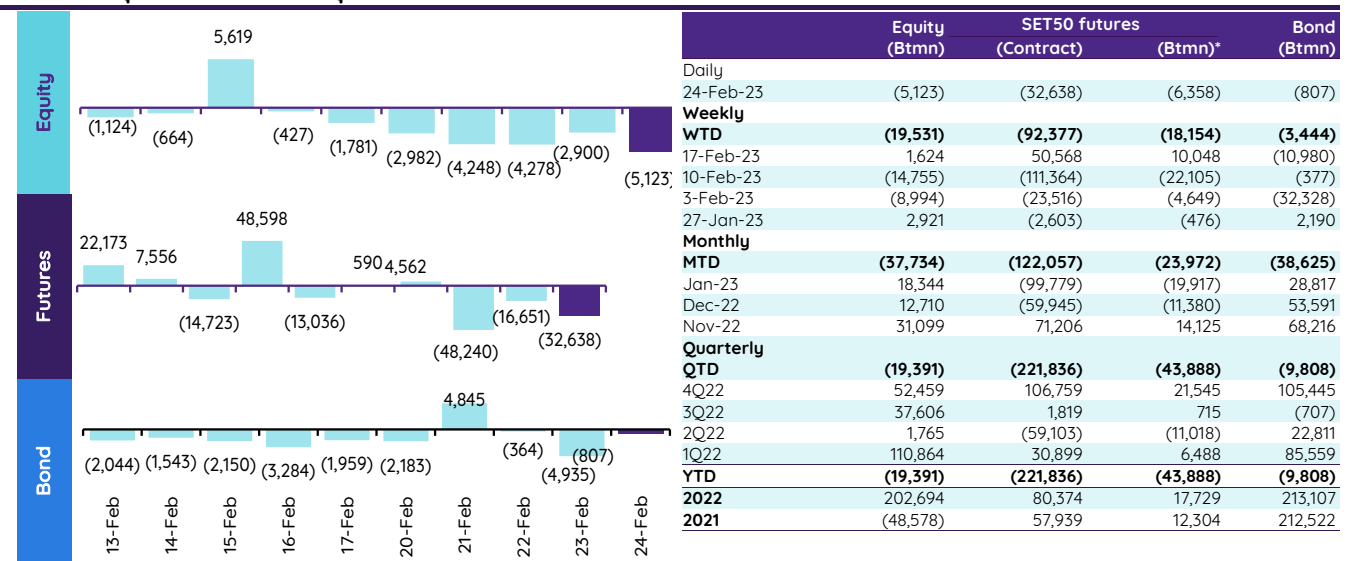 Equity
5,619
(1,124)
(664)
(427)
(1,781)
(2,982)
(4,248)
(4,278)
(2,900)
(5,123)
Futures
22,173
7,556
(14,723)
48,598
(13,036)
590
4,562
(48,240)
(16,651)
(32,638)
Bond
(2,044)
(1,543)
(2,150)
(3,284)
(1,959)
(2,183)
4,845
(364)
(4,935)
(807)
13-Feb
14-Feb
15-Feb
16-Feb
17-Feb
20-Feb
21-Feb
22-Feb
23-Feb
24-Feb
Equity SET50 futures Bond
(Btmn) (Contract) (Btmn)* (Btmn)
Daily
24-Feb-23 (5,123) (32,638) (6,358) (807)
Weekly
WTD (19,531) (92,377) (18,154) (3,444)
17-Feb-23 1,624 50,568 10,048 (10,980)
10-Feb-23 (14,755) (111,364) (22,105) (377)
3-Feb-23 (8,994) (23,516) (4,649) (32,328)
27-Jan-23 2,921 (2,603) (476) 2,190
Monthly
MTD (37,734) (122,057) (23,972) (38,625)
Jan-23 18,344 (99,779) (19,917) 28,817
Dec-22 12,710 (59,945) (11,380) 53,591
Nov-22 31,099 71,206 14,125 68,216
Quarterly
QTD (19,391) (221,836) (43,888) (9,808)
4Q22 52,459 106,759 21,545 105,445
3Q22 37,606 1,819 715 (707)
2Q22 1,765 (59,103) (11,018) 22,811
1Q22 110,864 30,899 6,488 85,559
YTD (19,391) (221,836) (43,888) (9,808)
2022 202,694 80,374 17,729 213,107
2021 (48,578) 57,939 12,304 212,522